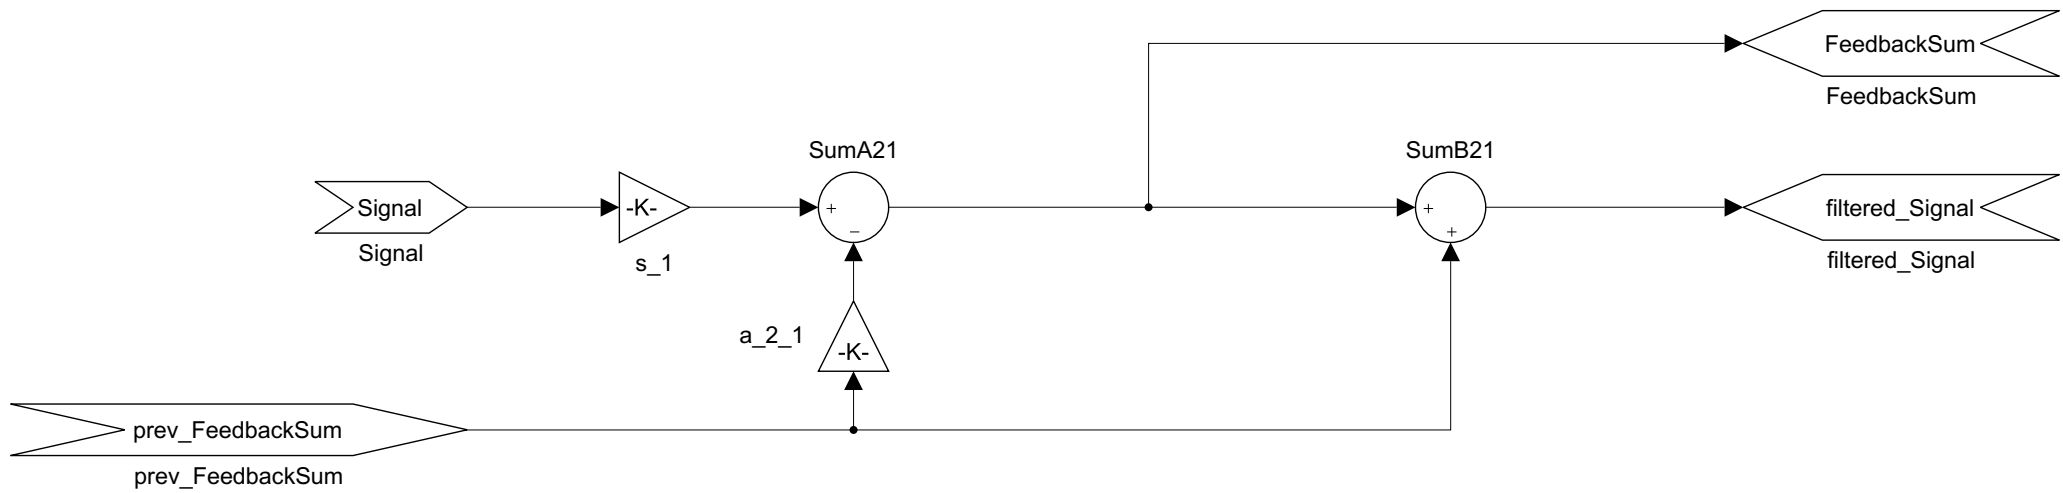 FeedbackSum
FeedbackSum
SumA21
SumB21
Signal
-K-
+
−
+
+
filtered_Signal
Signal
s_1
filtered_Signal
a_2_1
-K-
prev_FeedbackSum
prev_FeedbackSum